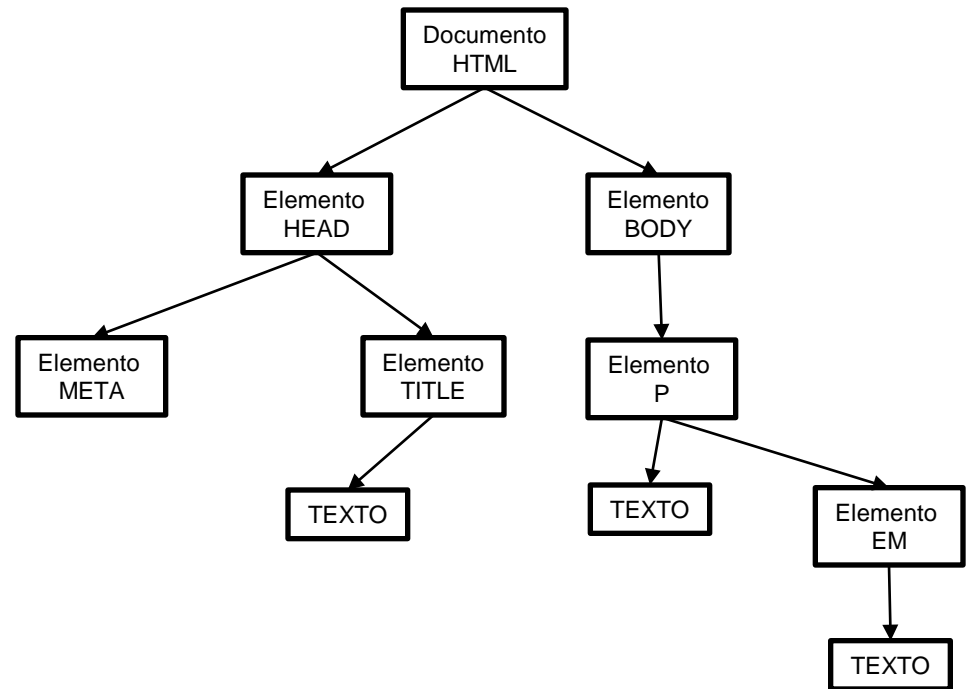 Documento
HTML
Elemento
HEAD
Elemento
BODY
Elemento
META
Elemento
TITLE
Elemento
P
TEXTO
TEXTO
Elemento
EM
TEXTO